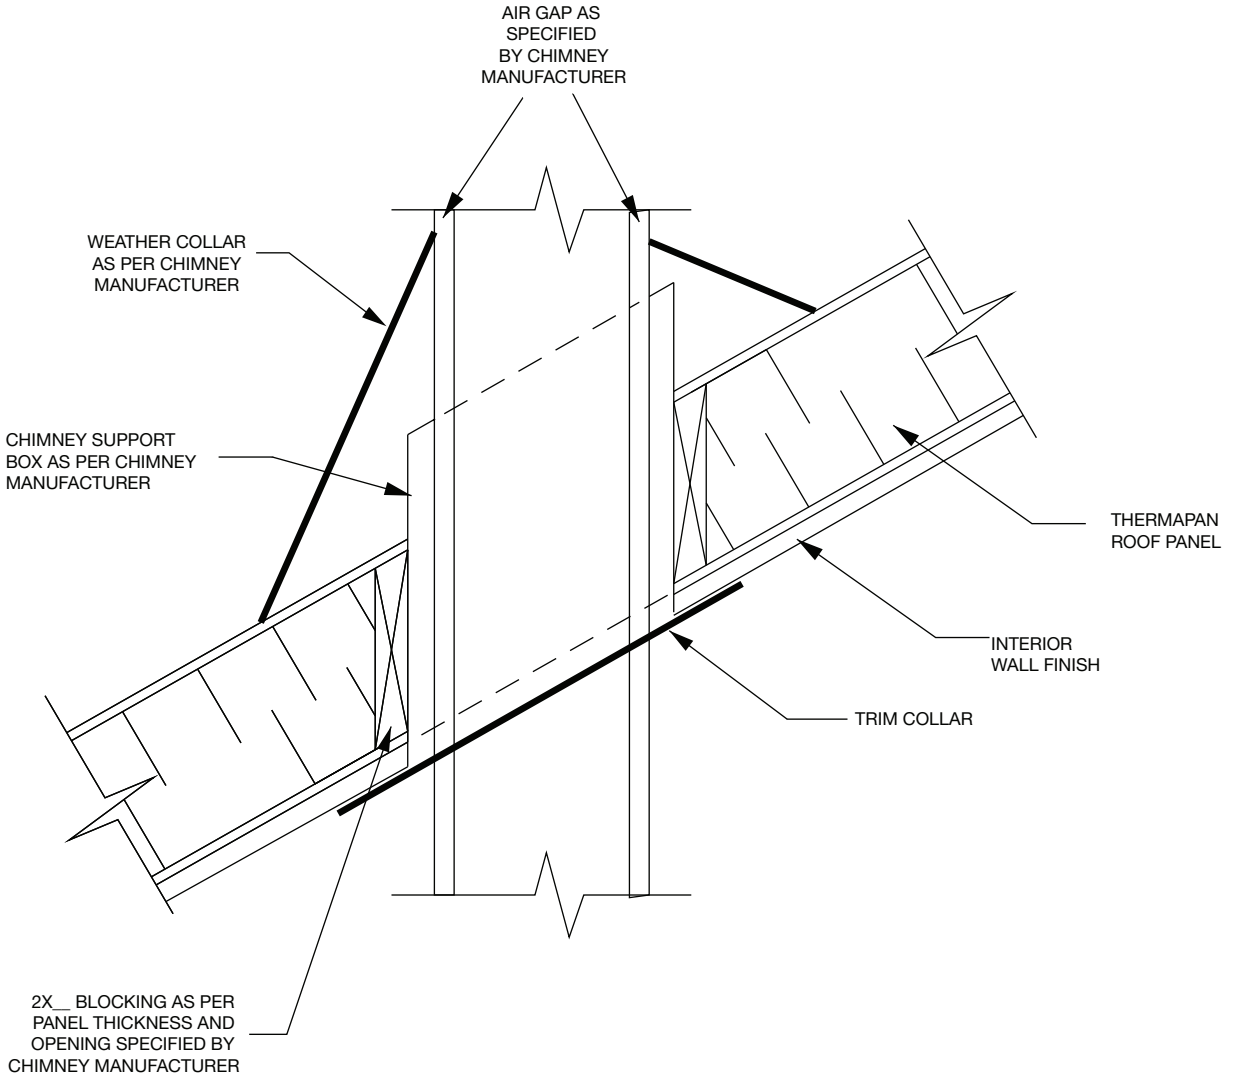 AIR GAP AS
SPECIFIED
BY CHIMNEY
MANUFACTURER
WEATHER COLLAR
AS PER CHIMNEY
MANUFACTURER
CHIMNEY SUPPORT
BOX AS PER CHIMNEY
MANUFACTURER
THERMAPAN
ROOF PANEL
INTERIOR
WALL FINISH
TRIM COLLAR
2X__ BLOCKING AS PER
PANEL THICKNESS AND
OPENING SPECIFIED BY
CHIMNEY MANUFACTURER